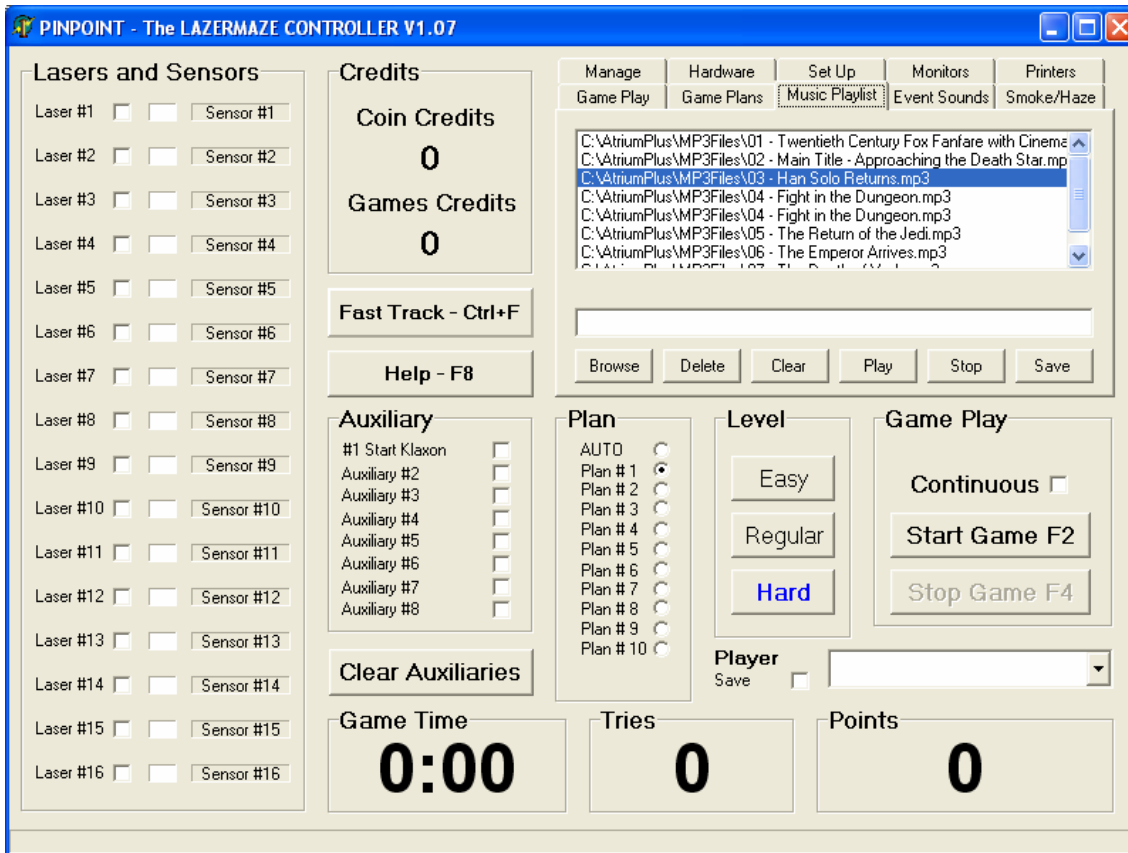 PINPOINT - The LAZERMAZE CONTROLLER V1.07
Lasers and Sensors
Laser #1 Sensor #1
Laser #2 Sensor #2
Laser #3 Sensor #3
Laser #4 Sensor #4
Laser #5 Sensor #5
Laser #6 Sensor #6
Laser #7 Sensor #7
Laser #8 Sensor #8
Laser #9 Sensor #9
Laser #10 Sensor #10
Laser #11 Sensor #11
Laser #12 Sensor #12
Laser #13 Sensor #13
Laser #14 Sensor #14
Laser #15 Sensor #15
Laser #16 Sensor #16
Credits
Coin Credits
0
Games Credits
0
Fast Track - Ctrl+F
Help - F8
Manage Hardware Set Up Monitors Printers
Game Play Game Plans Music Playlist Event Sounds Smoke/Haze
C:\AtriumPlus\MP3Files\01 - Twentieth Century Fox Fanfare with Cinema
C:\AtriumPlus\MP3Files\02 - Main Title - Approaching the Death Star.mp
C:\AtriumPlus\MP3Files\03 - Han Solo Returns.mp3
C:\AtriumPlus\MP3Files\04 - Fight in the Dungeon.mp3
C:\AtriumPlus\MP3Files\04 - Fight in the Dungeon.mp3
C:\AtriumPlus\MP3Files\05 - The Return of the Jedi.mp3
C:\AtriumPlus\MP3Files\06 - The Emperor Arrives.mp3
Browse Delete Clear Play Stop Save
Auxiliary
#1 Start Klaxon
Auxiliary #2
Auxiliary #3
Auxiliary #4
Auxiliary #5
Auxiliary #6
Auxiliary #7
Auxiliary #8
Clear Auxiliaries
Plan
AUTO
Plan # 1
Plan # 2
Plan # 3
Plan # 4
Plan # 5
Plan # 6
Plan # 7
Plan # 8
Plan # 9
Plan # 10
Level
Easy
Regular
Hard
Game Play
Continuous
Start Game F2
Stop Game F4
Player
Save
Game Time
0:00
Tries
0
Points
0